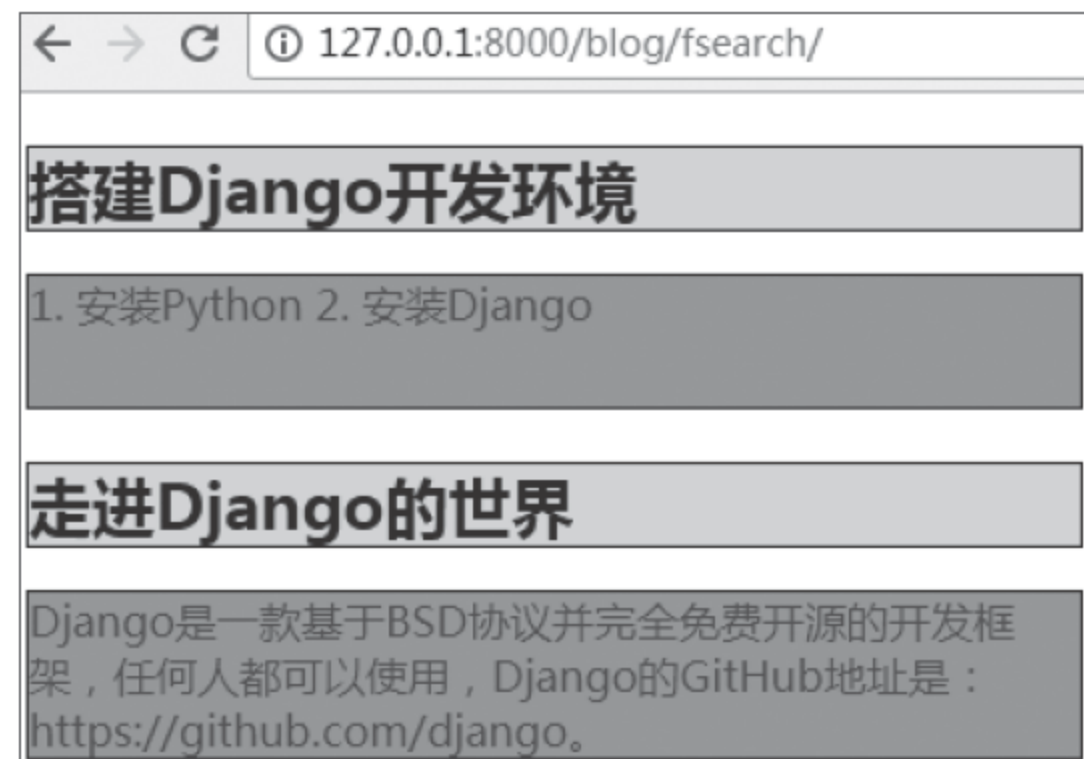 127.0.0.1:8000/blog/fsearch/
搭建Django开发环境
1. 安装Python 2. 安装Django
走进Django的世界
Django是一款基于BSD协议并完全免费开源的开发框
架，任何人都可以使用，Django的GitHub地址是：
https://github.com/django。